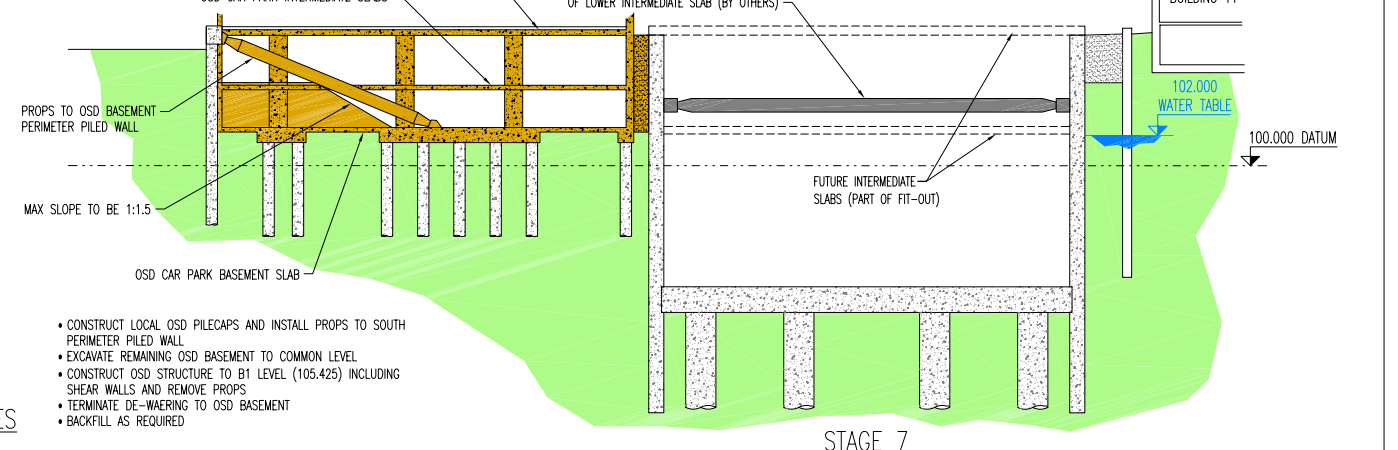 OF LOWER INTERMEDIATE SLAB (BY OTHERS)
102.000
WATER TABLE
100.000 DATUM
PROPS TO OSD BASEMENT
PERIMETER PILED WALL
MAX SLOPE TO BE 1:1.5
FUTURE INTERMEDIATE
SLABS (PART OF FIT-OUT)
OSD CAR PARK BASEMENT SLAB
• CONSTRUCT LOCAL OSD PILECAPS AND INSTALL PROPS TO SOUTH
PERIMETER PILED WALL
• EXCAVATE REMAINING OSD BASEMENT TO COMMON LEVEL
• CONSTRUCT OSD STRUCTURE TO B1 LEVEL (105.425) INCLUDING
SHEAR WALLS AND REMOVE PROPS
• TERMINATE DE-WAERING TO OSD BASEMENT
• BACKFILL AS REQUIRED
STAGE 7